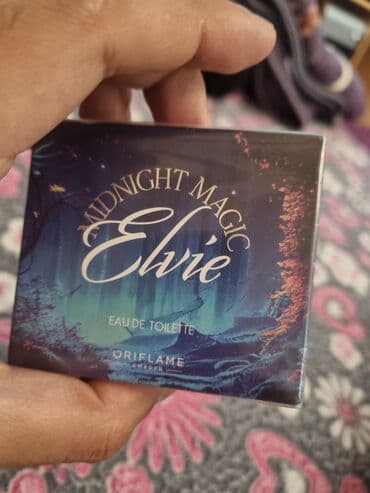 MIDNIGHT MAGIC
Elvie
EAU DE TOILETTE
ORIFLAME
SWEDEN